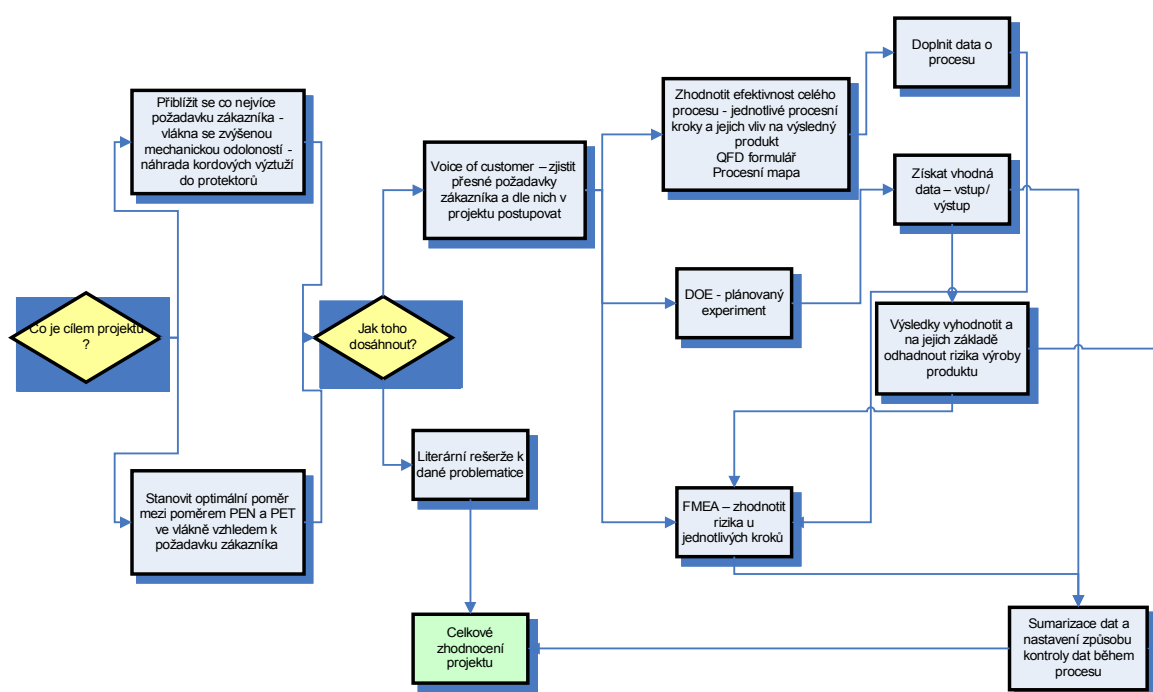 Co je cílem projektu
?
Přiblížit se co nejvíce
požadavku zákazníka -
vlákna se zvýšenou
mechanickou odoloností -
náhrada kordových výztuží
do protektorů
Stanovit optimální poměr
mezi poměrem PEN a PET
ve vlákně vzhledem k
požadavku zákazníka
Jak toho
dosáhnout?
Voice of customer – zjistit
přesné požadavky
zákazníka a dle nich v
projektu postupovat
Literární rešerže k
dané problematice
Celkové
zhodnocení
projektu
Zhodnotit efektivnost celého
procesu - jednotlivé procesní
kroky a jejich vliv na výsledný
produkt
QFD formulář
Procesní mapa
DOE - plánovaný
experiment
FMEA – zhodnotit
rizika u
jednotlivých kroků
Doplnit data o
procesu
Získat vhodná
data – vstup/
výstup
Výsledky vyhodnotit a
na jejich základě
odhadnout rizika výroby
produktu
Sumarizace dat a
nastavení způsobu
kontroly dat během
procesu